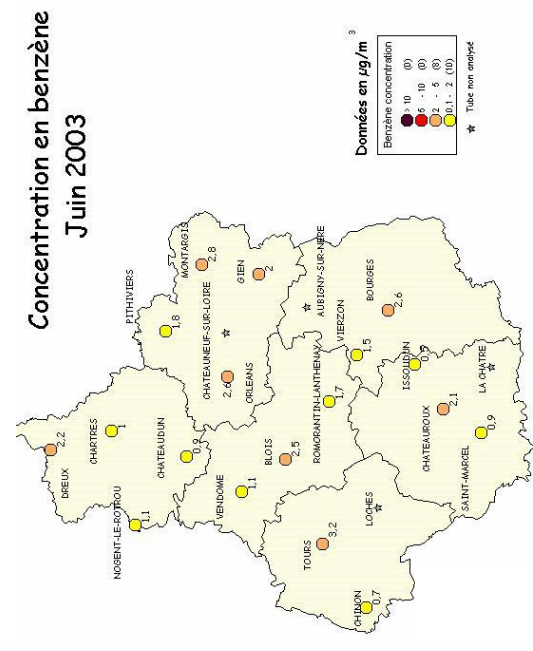 Concentration en benzène
Juin 2003
Données en µg/m³
Benzène concentration
> 10 (0)
5 - 10 (0)
2 - 5 (8)
0,1 - 2 (10)
Tube non analysé
DREUX
2,2
CHARTRES
1
NOGENT-LE-ROTROU
1,1
CHATEAUDUN
0,9
PITHIVIERS
1,8
MONTARGIS
2,8
CHATEAUNEUF-SUR-LOIRE
GIEN
2
ORLEANS
2,6
VENDOME
1,1
BLOIS
2,5
ROMORANTIN-LANTHENAY
1,7
AUBIGNY-SUR-NERE
VIERZON
1,5
BOURGES
2,6
TOURS
3,2
LOCHES
CHINON
0,7
ISSOUDUN
CHATEAUROUX
2,1
LA CHATRE
SAINT-MARCEL
0,9